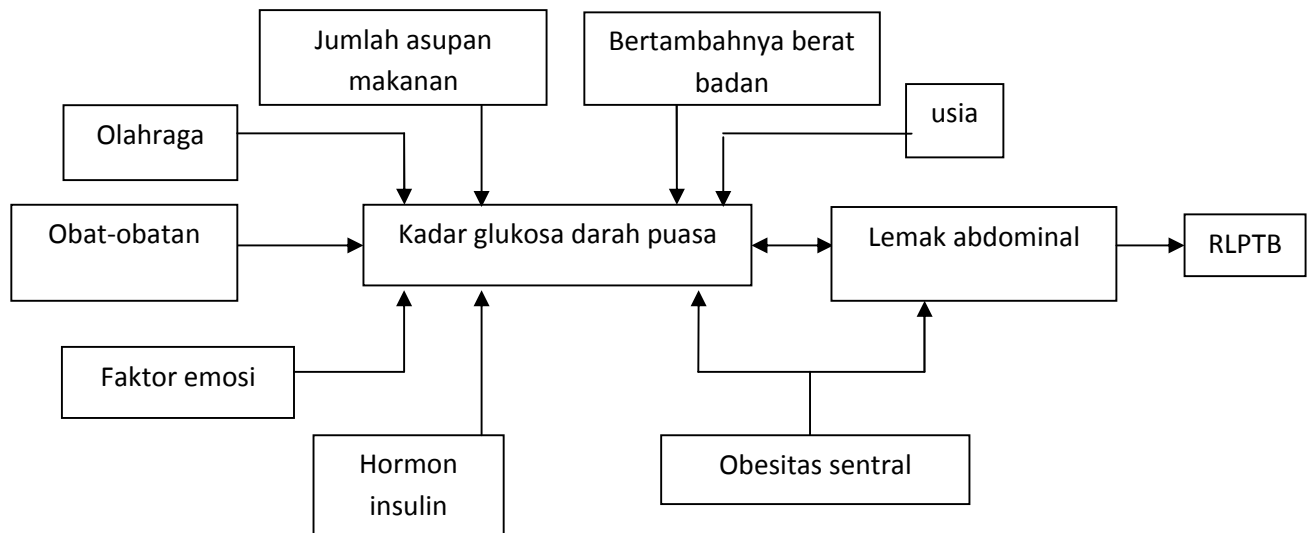 Jumlah asupan
makanan
Bertambahnya berat
badan
usia
Olahraga
Obat-obatan
Kadar glukosa darah puasa
Lemak abdominal
RLPTB
Faktor emosi
Hormon
insulin
Obesitas sentral